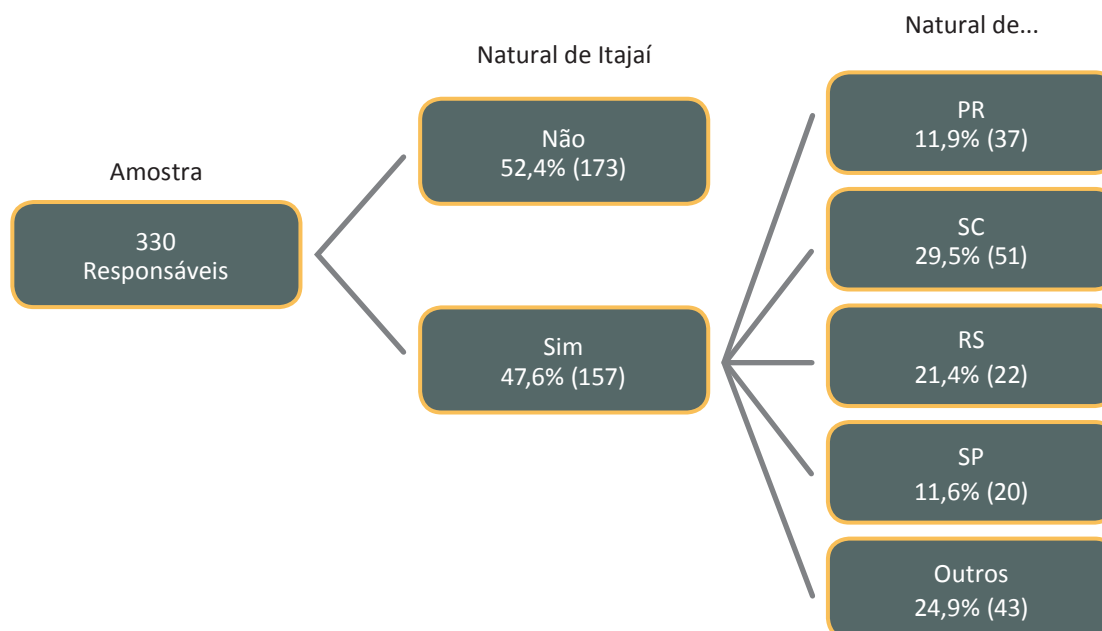 Amostra
330
Responsáveis
Natural de Itajaí
Não
52,4% (173)
Sim
47,6% (157)
Natural de...
PR
11,9% (37)
SC
29,5% (51)
RS
21,4% (22)
SP
11,6% (20)
Outros
24,9% (43)